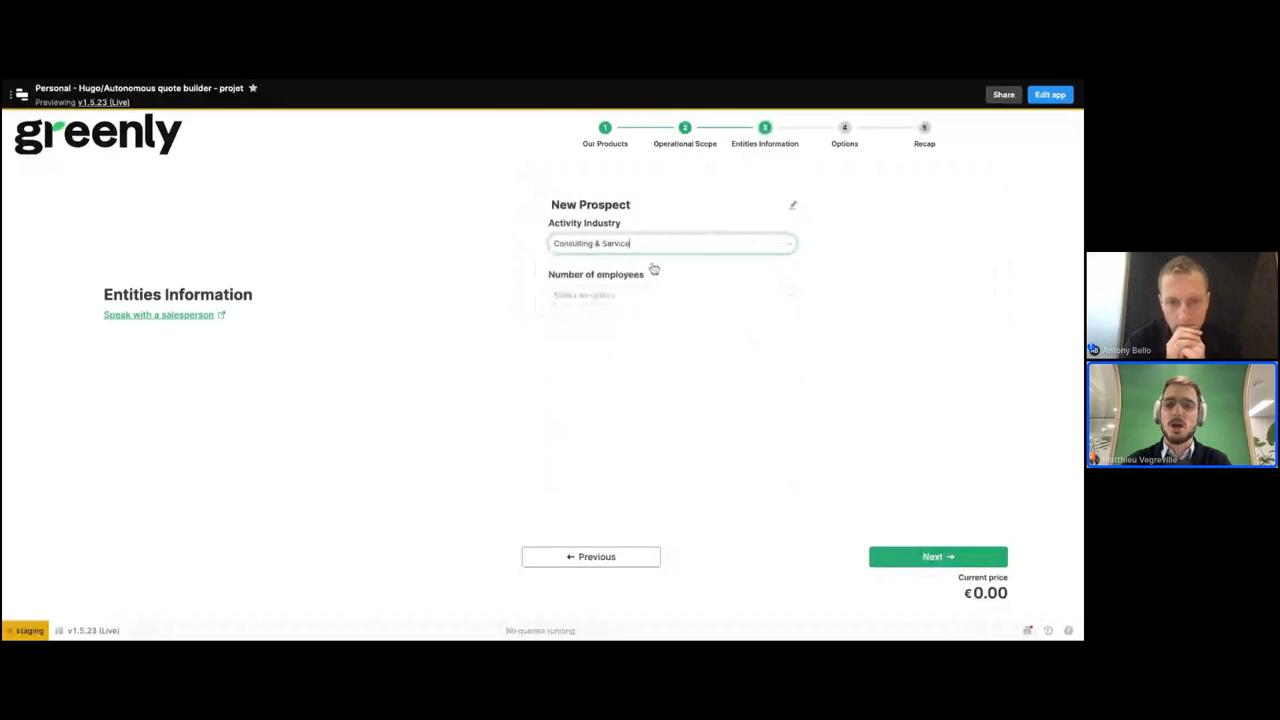 Personal - Hugo/Autonomous quote builder - projet
Previewing v1.5.23 (Live)
Share
Edit app
greenly
1
2
3
4
5
Our Products
Operational Scope
Entities Information
Options
Recap
New Prospect
Activity Industry
Consulting & Service
Number of employees
Entities Information
Speak with a salesperson
← Previous
Next →
Current price
€0.00
staging
v1.5.23 (Live)
No queries running
Antony Bello
Matthieu Vegreville